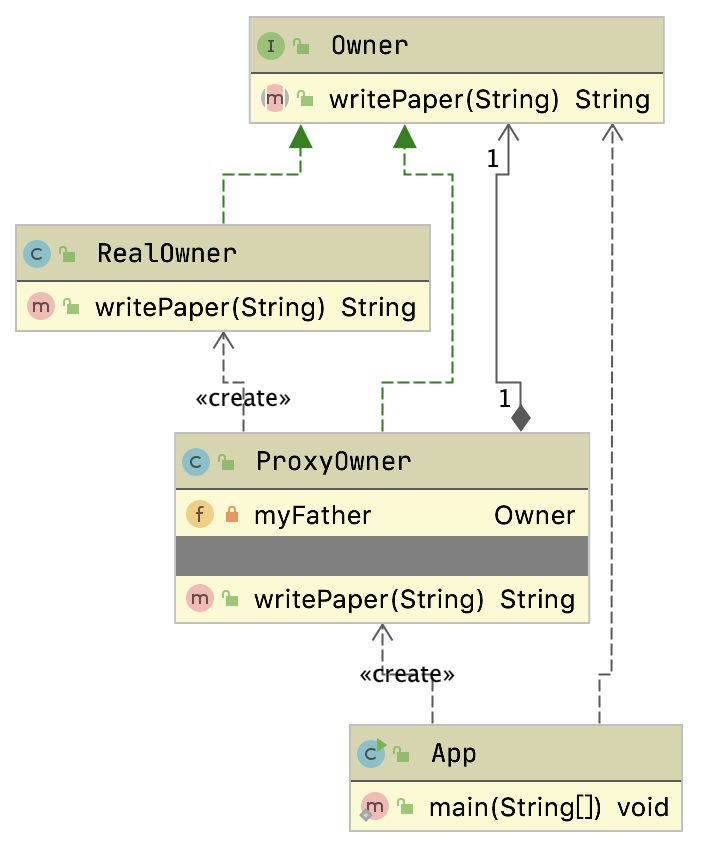 Owner
writePaper(String) String
1
RealOwner
writePaper(String) String
«create»
1
ProxyOwner
myFather Owner
writePaper(String) String
«create»
App
main(String[]) void